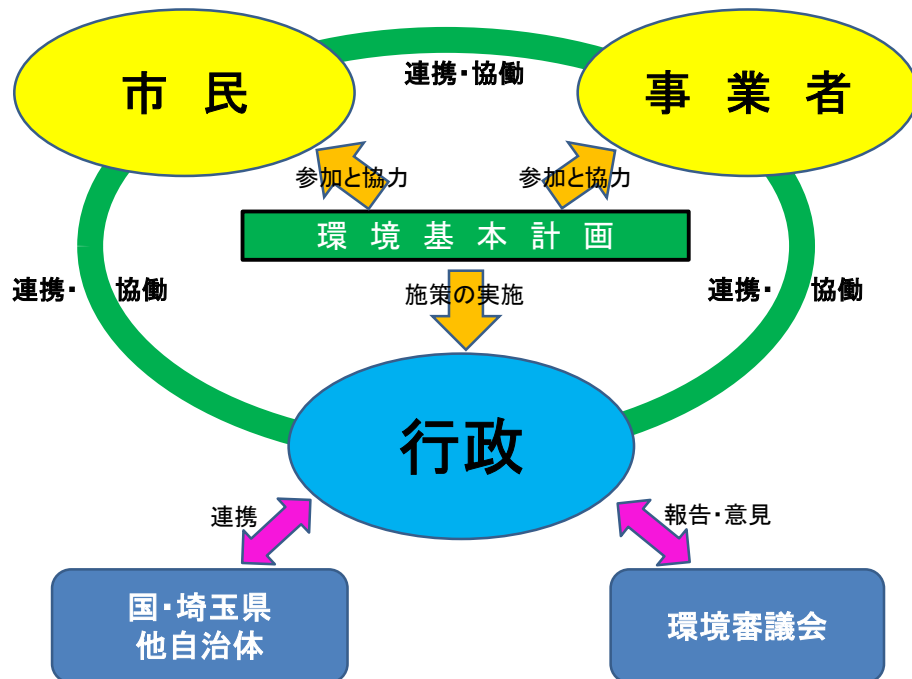 市 民
事 業 者
連携・協働
参加と協力
参加と協力
環 境 基 本 計 画
連携・ 協働
施策の実施
連携・ 協働
行政
連携
報告・意見
国・埼玉県
他自治体
環境審議会